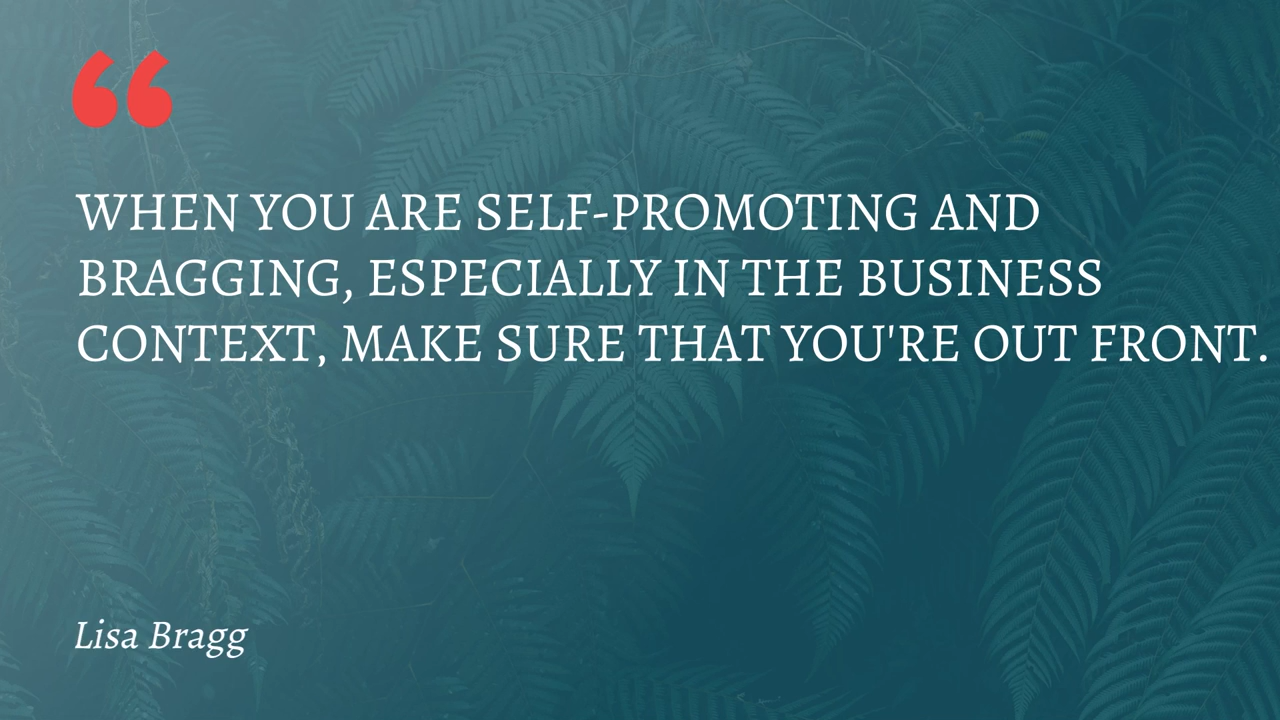 “
WHEN YOU ARE SELF-PROMOTING AND
BRAGGING, ESPECIALLY IN THE BUSINESS
CONTEXT, MAKE SURE THAT YOU'RE OUT FRONT.
Lisa Bragg